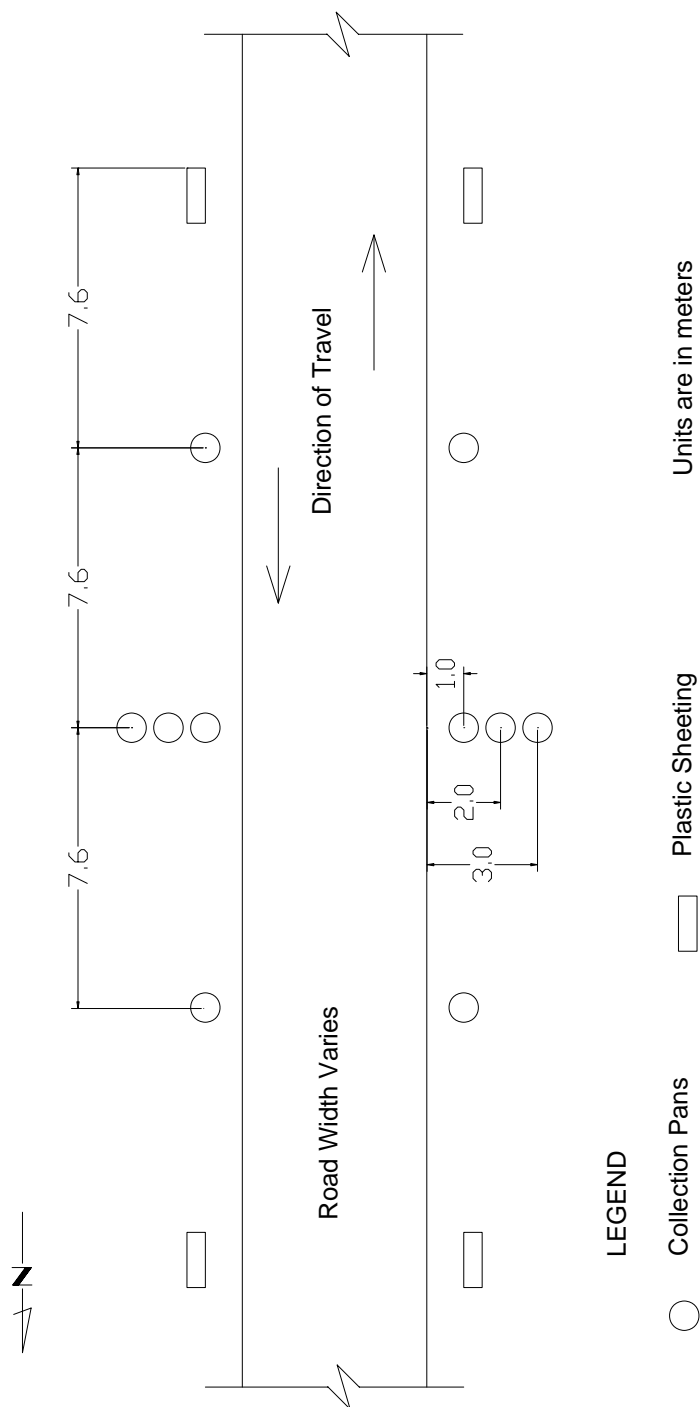 N
7.6 7.6 7.6
Road Width Varies
Direction of Travel
1.0
2.0
3.0
LEGEND
Collection Pans
Plastic Sheeting
Units are in meters